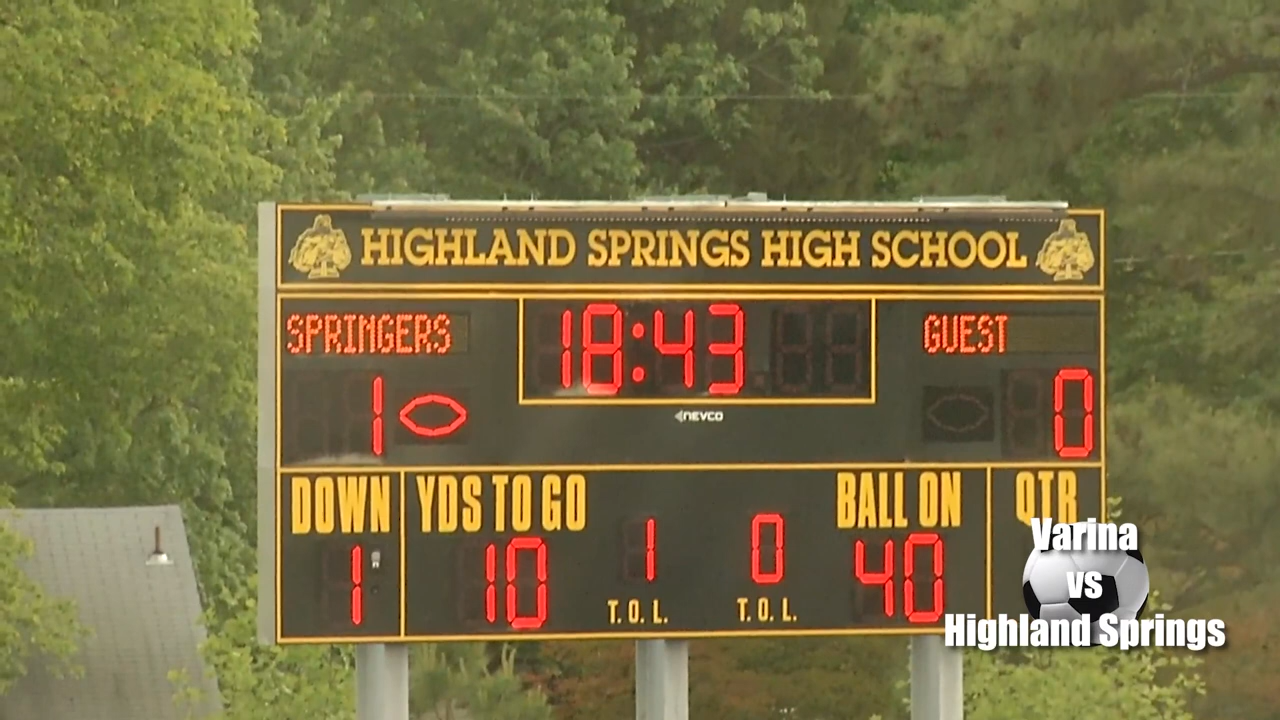 HIGHLAND SPRINGS HIGH SCHOOL
SPRINGERS 18:43 GUEST
1 0
NEVCO
DOWN YDS TO GO BALL ON QTR
1 10 1 0 40
T.O.L. T.O.L.
Varina
vs
Highland Springs